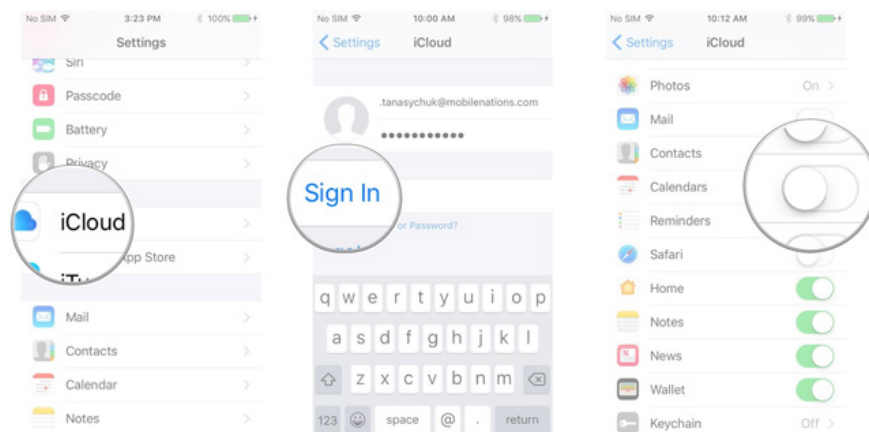 No SIM 3:23 PM 100%
Settings
Siri
Passcode
Battery
Privacy
iCloud
App Store
Mail
Contacts
Calendar
Notes
No SIM 10:00 AM 98%
Settings iCloud
.tanasychuk@mobilenations.com
Sign In
or Password?
q w e r t y u i o p
a s d f g h j k l
z x c v b n m
123 space @ . return
No SIM 10:12 AM 99%
Settings iCloud
Photos On
Mail
Contacts
Calendars
Reminders
Safari
Home
Notes
News
Wallet
Keychain Off